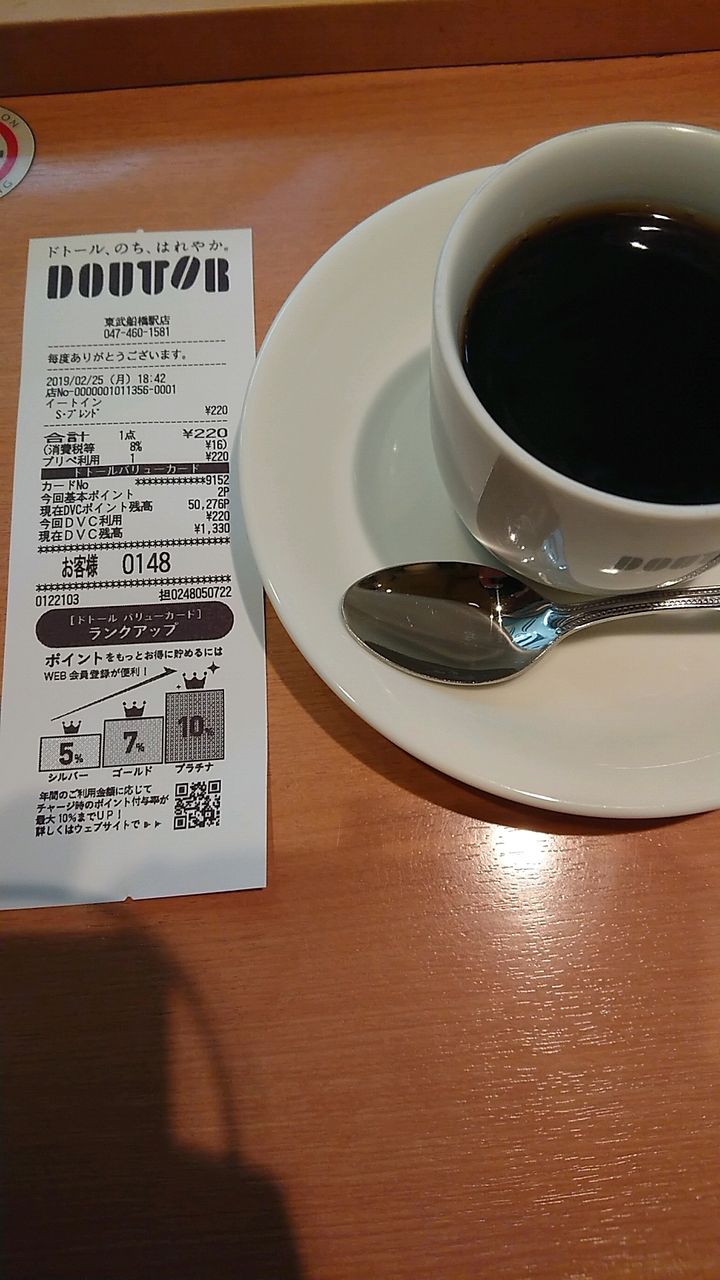 ドトール、のち、はれやか。
DOUTOR
東武船橋駅店
047-460-1581
毎度ありがとうございます。
2019/02/25 (月) 18:42
店No-0000001011356-0001
イートイン
S・ブレンド ¥220
合計 1点 ¥220
(消費税等 8% ¥16)
プリペ利用 1 ¥220
ドトールバリューカード
カードNo ************9152
今回基本ポイント 2P
現在DVCポイント残高 50,276P
今回DVC利用 ¥220
現在DVC残高 ¥1,330
お客様 0148
0122103 担0248050722
[ドトール バリューカード]
ランクアップ
ポイントをもっとお得に貯めるには
WEB会員登録が便利!
5% 7% 10%
シルバー ゴールド プラチナ
年間のご利用金額に応じて
チャージ時のポイント付与率が
最大10%までUP!
詳しくはウェブサイトで▶▶
DOUT